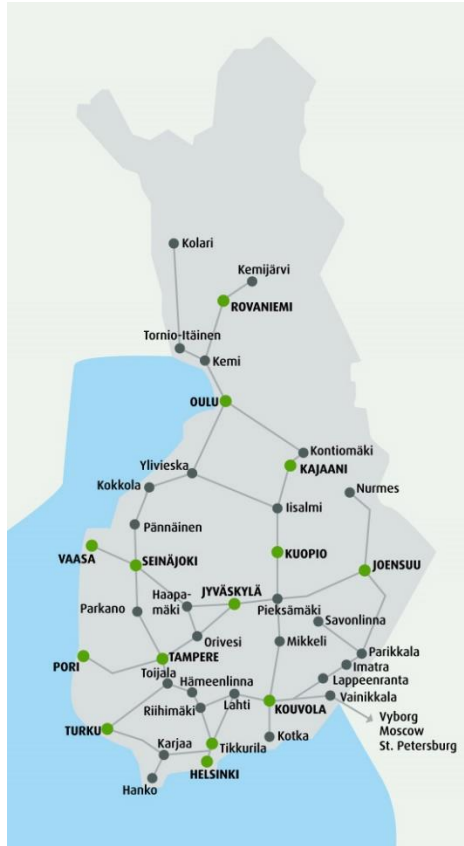 Kolari
Kemijärvi
ROVANIEMI
Tornio-Itäinen
Kemi
OULU
Kontiomäki
Ylivieska
KAJAANI
Kokkola
Nurmes
Iisalmi
Pännäinen
VAASA
SEINÄJOKI
KUOPIO
JOENSUU
Haapa-
mäki
JYVÄSKYLÄ
Pieksämäki
Parkano
Savonlinna
Orivesi
Mikkeli
Parikkala
PORI
TAMPERE
Imatra
Toijala
Hämeenlinna
Lappeenranta
Vainikkala
Riihimäki
Lahti
KOUVOLA
Vyborg
Moscow
St. Petersburg
TURKU
Karjaa
Tikkurila
Kotka
HELSINKI
Hanko